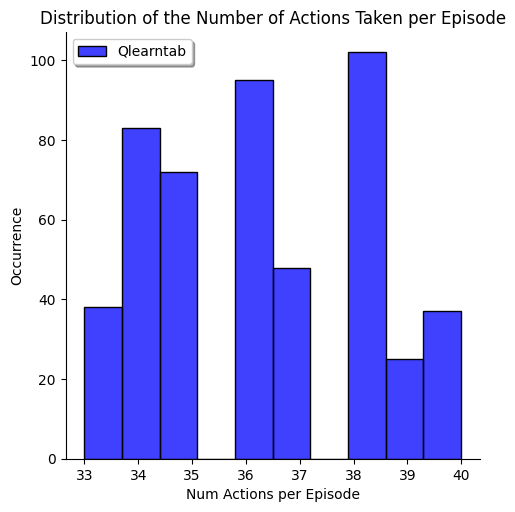 Distribution of the Number of Actions Taken per Episode
Qlearntab
Occurrence
100
80
60
40
20
0
33 34 35 36 37 38 39 40
Num Actions per Episode